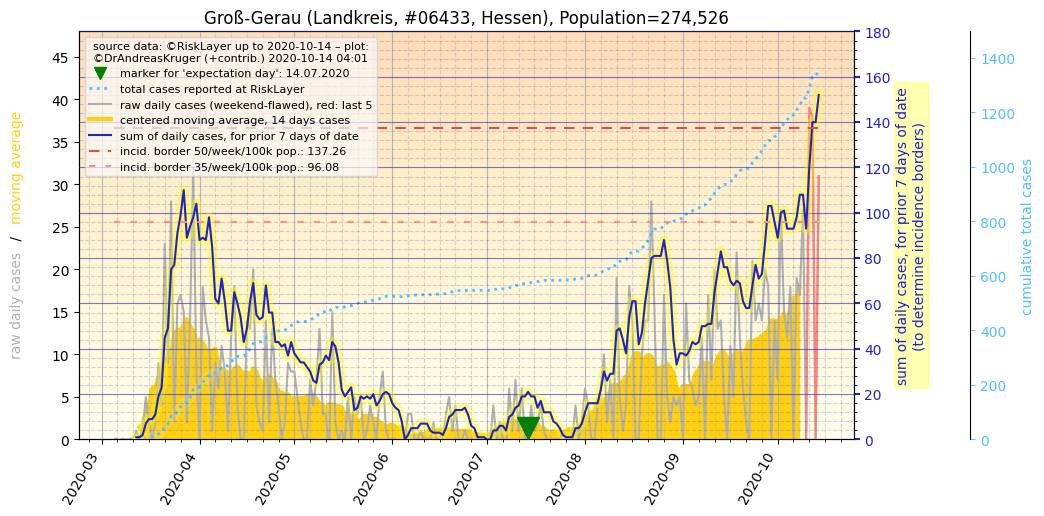 Groß-Gerau (Landkreis, #06433, Hessen), Population=274,526
source data: ©RiskLayer up to 2020-10-14 – plot:
©DrAndreasKruger (+contrib.) 2020-10-14 04:01
marker for 'expectation day': 14.07.2020
total cases reported at RiskLayer
raw daily cases (weekend-flawed), red: last 5
centered moving average, 14 days cases
sum of daily cases, for prior 7 days of date
incid. border 50/week/100k pop.: 137.26
incid. border 35/week/100k pop.: 96.08
raw daily cases / moving average
45
40
35
30
25
20
15
10
5
0
2020-03
2020-04
2020-05
2020-06
2020-07
2020-08
2020-09
2020-10
180
160
140
120
100
80
60
40
20
0
sum of daily cases, for prior 7 days of date
(to determine incidence borders)
1400
1200
1000
800
600
400
200
0
cumulative total cases